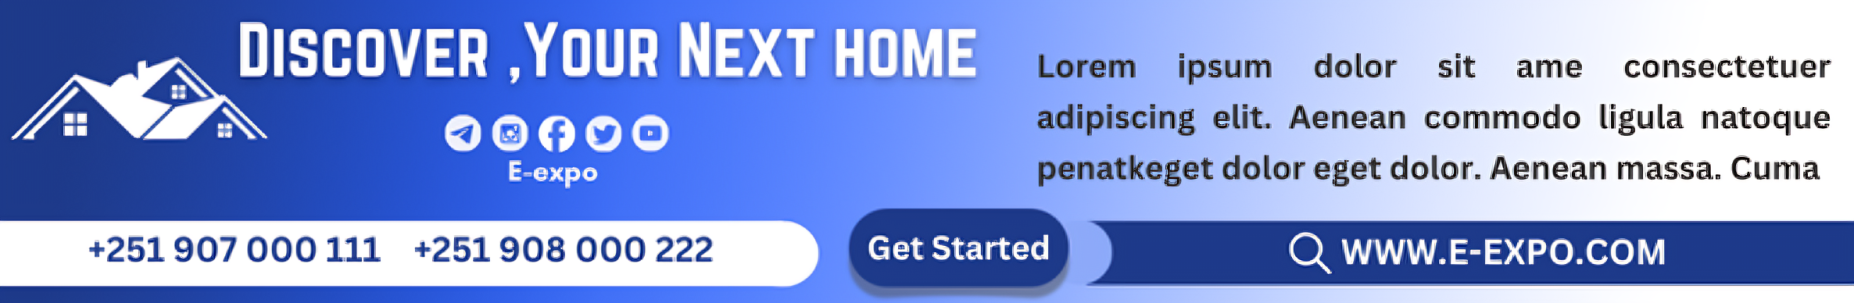 Discover ,Your Next home
E-expo
Lorem ipsum dolor sit ame consectetuer
adipiscing elit. Aenean commodo ligula natoque
penatkeget dolor eget dolor. Aenean massa. Cuma
+251 907 000 111 +251 908 000 222
Get Started
WWW.E-EXPO.COM